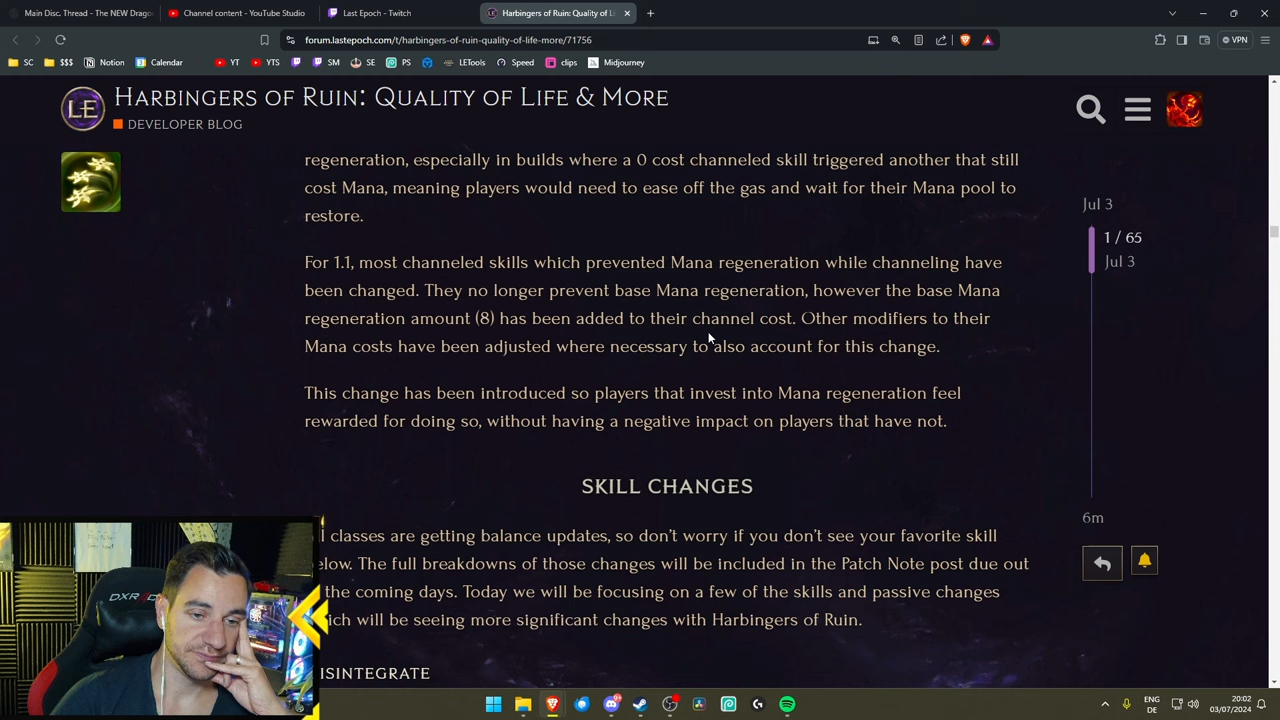 Main Disc. Thread - The NEW Drago
Channel content - YouTube Studio
Last Epoch - Twitch
Harbingers of Ruin: Quality of Li
forum.lastepoch.com/t/harbingers-of-ruin-quality-of-life-more/71756
VPN
SC
$$$
Notion
Calendar
YT
YTS
SM
SE
PS
LETools
Speed
clips
Midjourney
LE
HARBINGERS OF RUIN: QUALITY OF LIFE & MORE
DEVELOPER BLOG
regeneration, especially in builds where a 0 cost channeled skill triggered another that still
cost Mana, meaning players would need to ease off the gas and wait for their Mana pool to
restore.
For 1.1, most channeled skills which prevented Mana regeneration while channeling have
been changed. They no longer prevent base Mana regeneration, however the base Mana
regeneration amount (8) has been added to their channel cost. Other modifiers to their
Mana costs have been adjusted where necessary to also account for this change.
This change has been introduced so players that invest into Mana regeneration feel
rewarded for doing so, without having a negative impact on players that have not.
SKILL CHANGES
classes are getting balance updates, so don't worry if you don't see your favorite skill
elow. The full breakdowns of those changes will be included in the Patch Note post due out
the coming days. Today we will be focusing on a few of the skills and passive changes
ich will be seeing more significant changes with Harbingers of Ruin.
ISINTEGRATE
Jul 3
1 / 65
Jul 3
6m
DXR
ENG
DE
20:02
03/07/2024